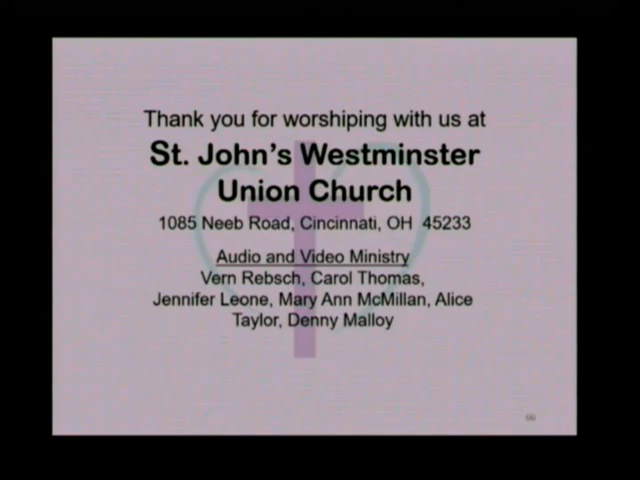 Thank you for worshiping with us at
St. John's Westminster
Union Church
1085 Neeb Road, Cincinnati, OH 45233
Audio and Video Ministry
Vern Rebsch, Carol Thomas,
Jennifer Leone, Mary Ann McMillan, Alice
Taylor, Denny Malloy